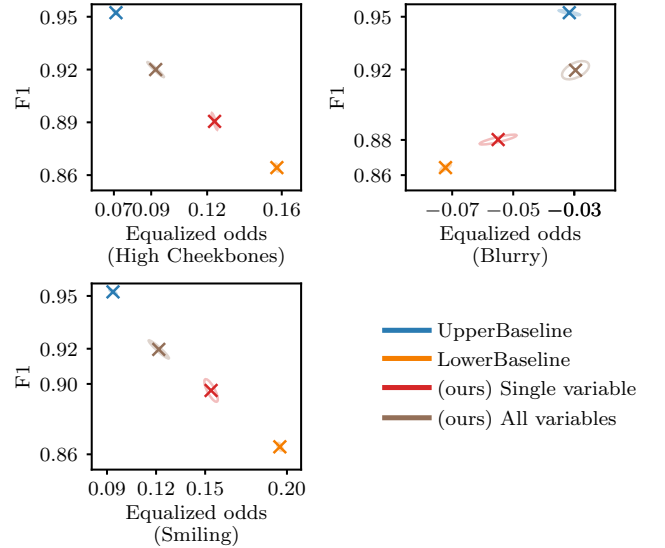 F1
0.95
0.92
0.89
0.86
0.07
0.09
0.12
0.16
Equalized odds
(High Cheekbones)
F1
0.95
0.92
0.88
0.86
−0.07
−0.05
−0.03
Equalized odds
(Blurry)
F1
0.95
0.92
0.90
0.86
0.09
0.12
0.15
0.20
Equalized odds
(Smiling)
UpperBaseline
LowerBaseline
(ours) Single variable
(ours) All variables